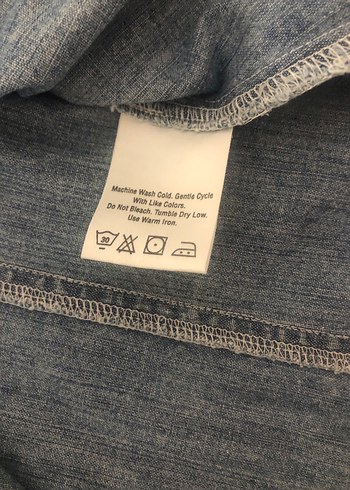 Machine Wash Cold. Gentle Cycle
With Like Colors.
Do Not Bleach. Tumble Dry Low.
Use Warm Iron.
30